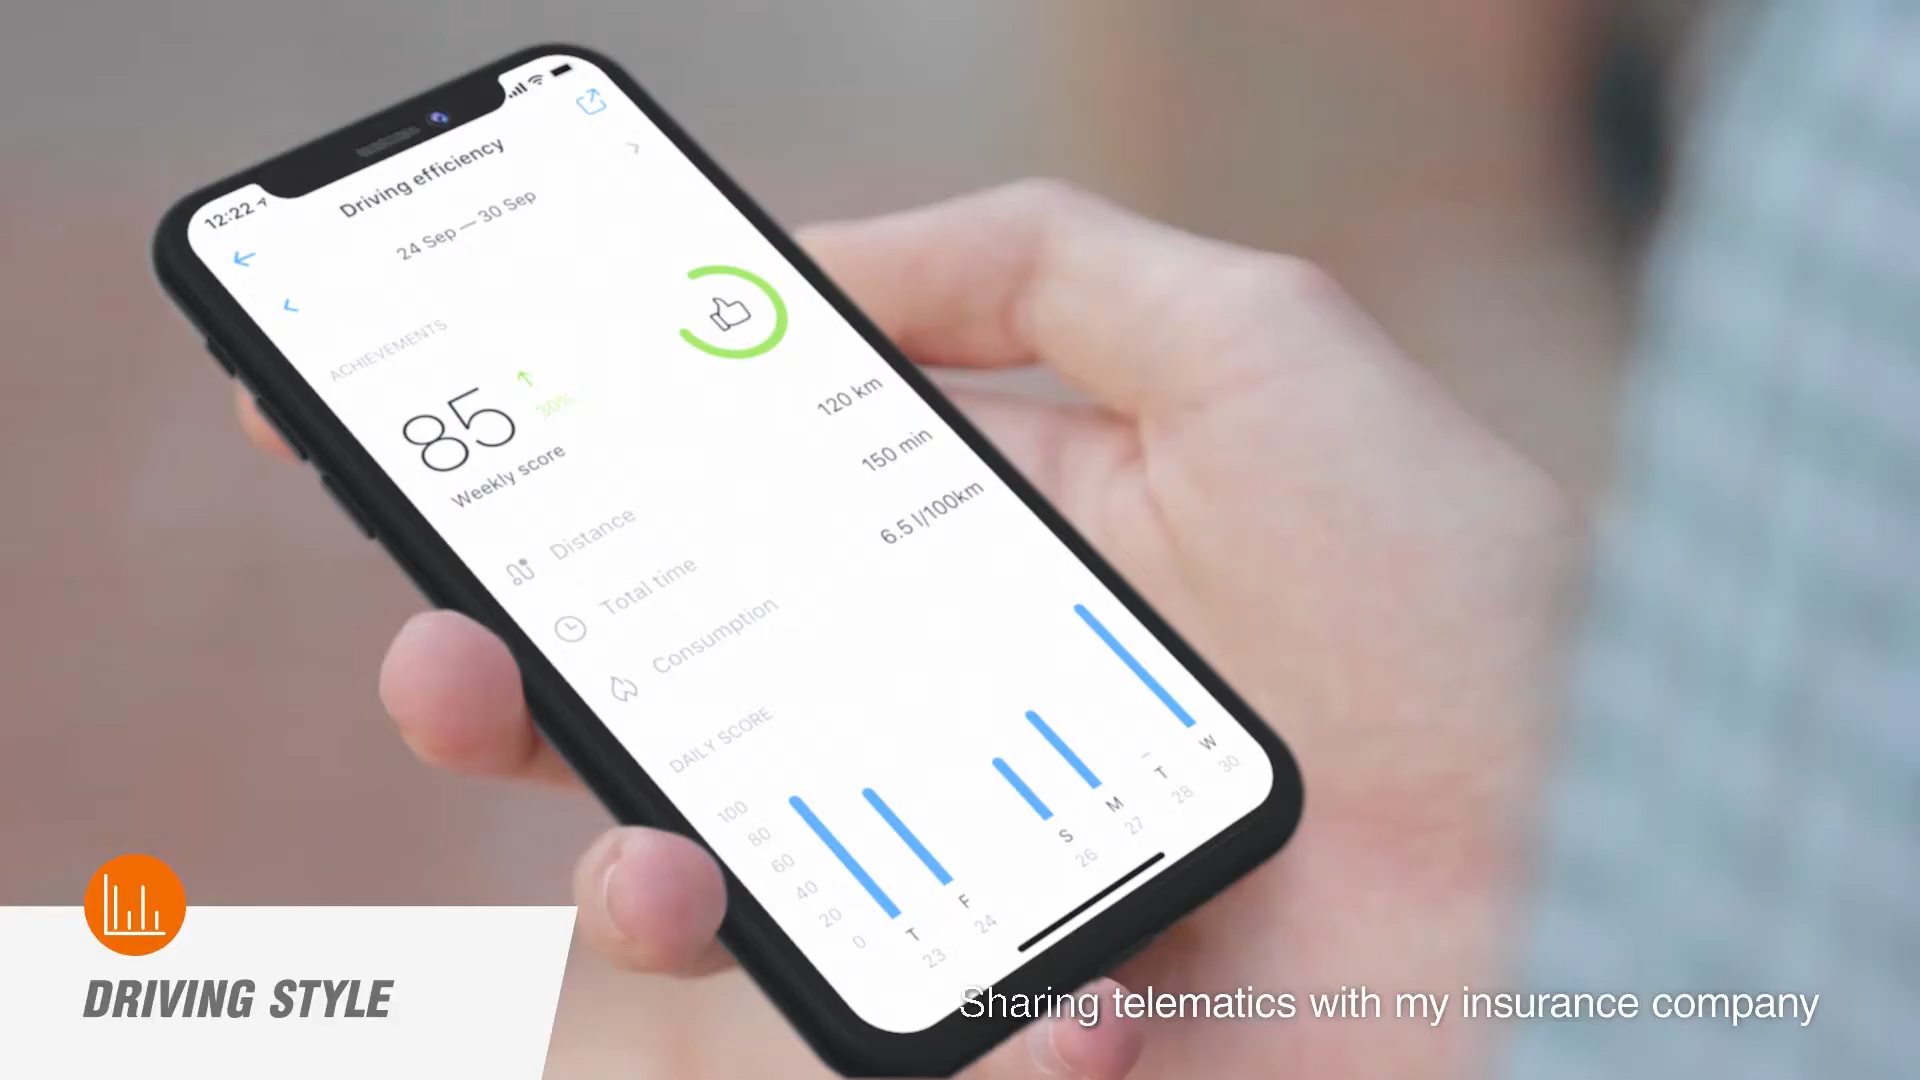 12:22
Driving efficiency
24 Sep — 30 Sep
ACHIEVEMENTS
85
30%
Weekly score
Distance
120 km
Total time
150 min
Consumption
6.5 l/100km
DAILY SCORE
100
80
60
40
20
0
T
F
S
M
T
W
23
24
26
27
28
30
DRIVING STYLE
Sharing telematics with my insurance company